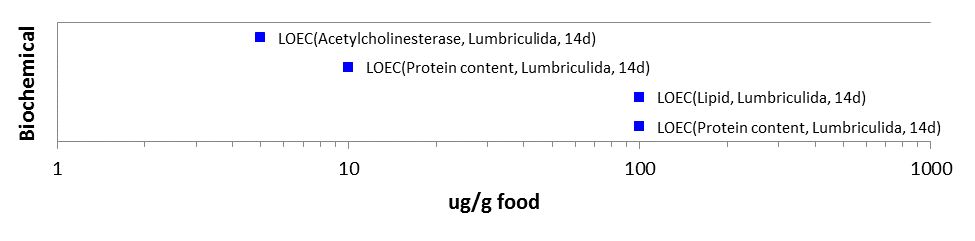 Biochemical
LOEC(Acetylcholinesterase, Lumbriculida, 14d)
LOEC(Protein content, Lumbriculida, 14d)
LOEC(Lipid, Lumbriculida, 14d)
LOEC(Protein content, Lumbriculida, 14d)
1 10 100 1000
ug/g food